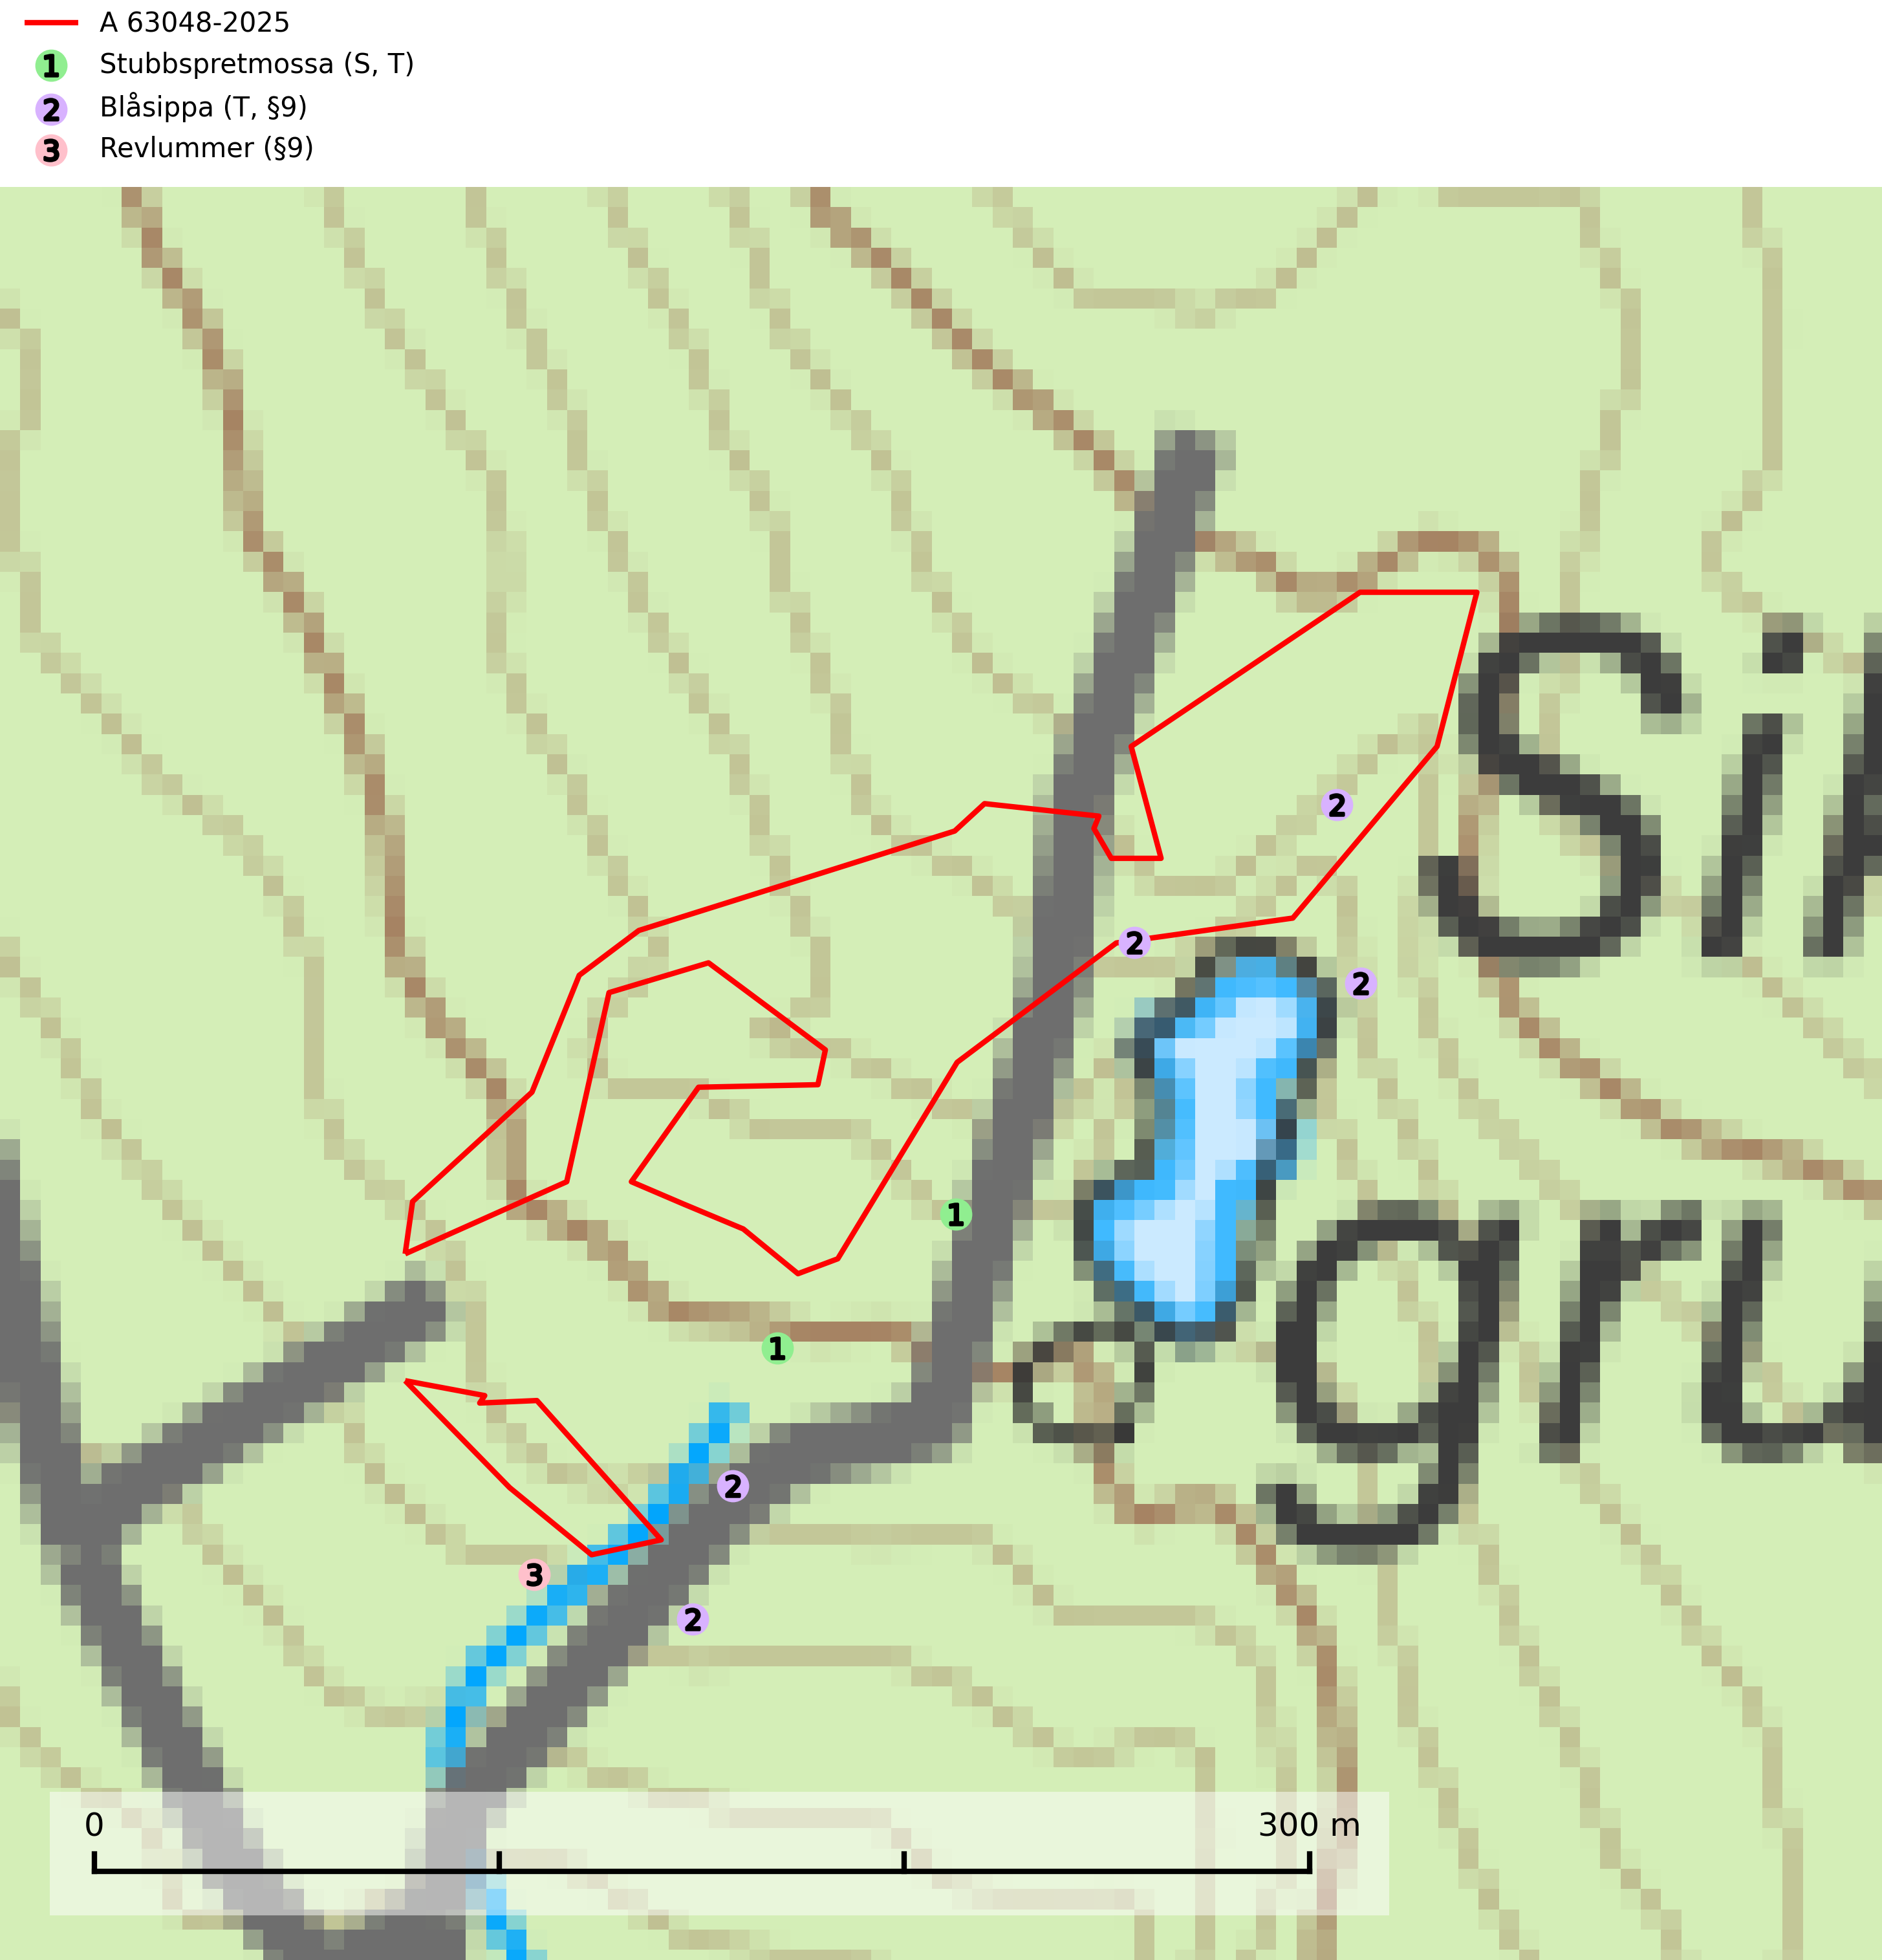 A 63048-2025
1 Stubbspretmossa (S, T)
2 Blåsippa (T, §9)
3 Revlummer (§9)
2
2
2
1
1
2
3
2
0 300 m